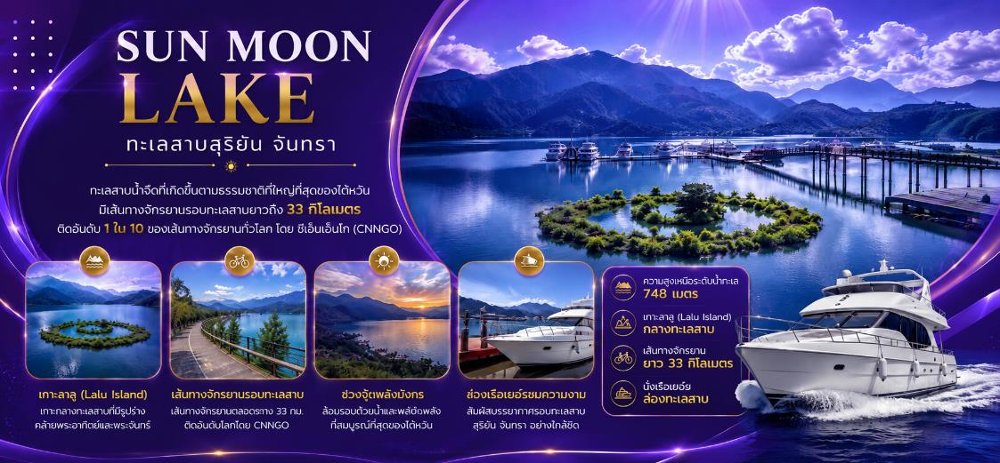 SUN MOON
LAKE
ทะเลสาบสุริยัน จันทรา
ทะเลสาบน้ำจืดที่เกิดขึ้นตามธรรมชาติที่ใหญ่ที่สุดของไต้หวัน
มีเส้นทางจักรยานรอบทะเลสาบยาวถึง 33 กิโลเมตร
ติดอันดับ 1 ใน 10 ของเส้นทางจักรยานทั่วโลก โดย ซีเอ็นเอ็นโก (CNNGO)
เกาะลาลู (Lalu Island)
เกาะกลางทะเลสาบที่มีรูปร่าง
คล้ายพระอาทิตย์และพระจันทร์
เส้นทางจักรยานรอบทะเลสาบ
เส้นทางจักรยานตลอดทาง 33 กม.
ติดอันดับโลกโดย CNNGO
ช่วงจุ้ดพลังมังกร
ล้อมรอบด้วยน้ำและพลังพลัง
ที่สมบูรณ์ที่สุดของไต้หวัน
ช่องเรือเยอร์รชมความงาม
สัมผัสบรรยากาศรอบทะเลสาบ
สุริยัน จันทรา อย่างใกล้ชิด
ความสูงเหนือระดับน้ำทะเล
748 เมตร
เกาะลาลู (Lalu Island)
กลางทะเลสาบ
เส้นทางจักรยาน
ยาว 33 กิโลเมตร
นั่งเรือเยอร์ย
ล่องทะเลสาบ